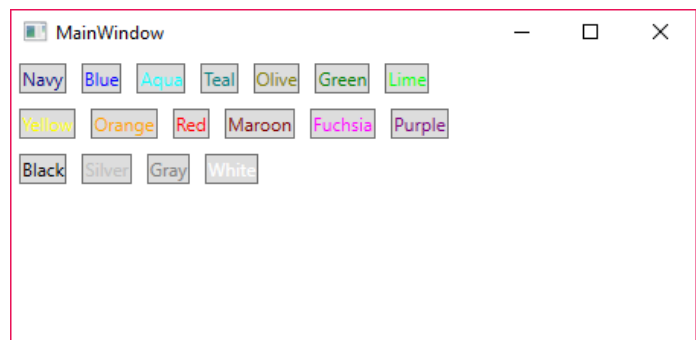 MainWindow
Navy Blue Aqua Teal Olive Green Lime
Yellow Orange Red Maroon Fuchsia Purple
Black Silver Gray White